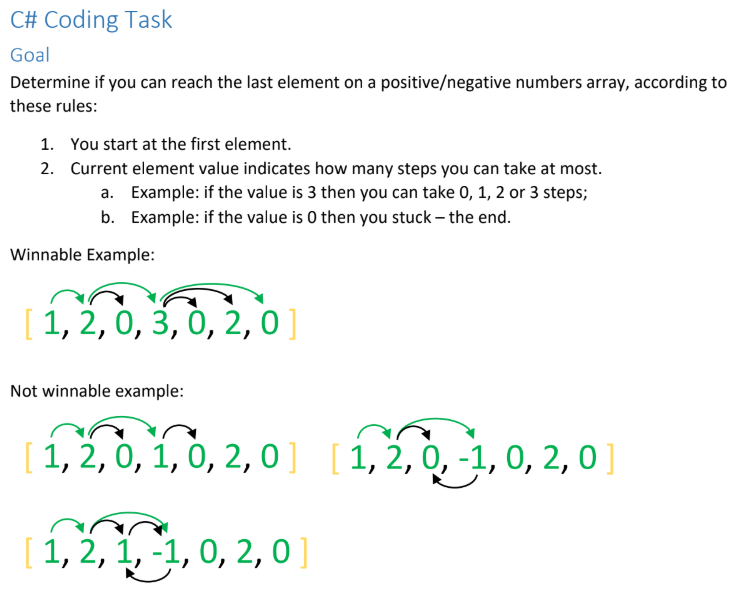 C# Coding Task
Goal
Determine if you can reach the last element on a positive/negative numbers array, according to
these rules:
1. You start at the first element.
2. Current element value indicates how many steps you can take at most.
a. Example: if the value is 3 then you can take 0, 1, 2 or 3 steps;
b. Example: if the value is 0 then you stuck – the end.
Winnable Example:
[ 1, 2, 0, 3, 0, 2, 0 ]
Not winnable example:
[ 1, 2, 0, 1, 0, 2, 0 ] [ 1, 2, 0, -1, 0, 2, 0 ]
[ 1, 2, 1, -1, 0, 2, 0 ]